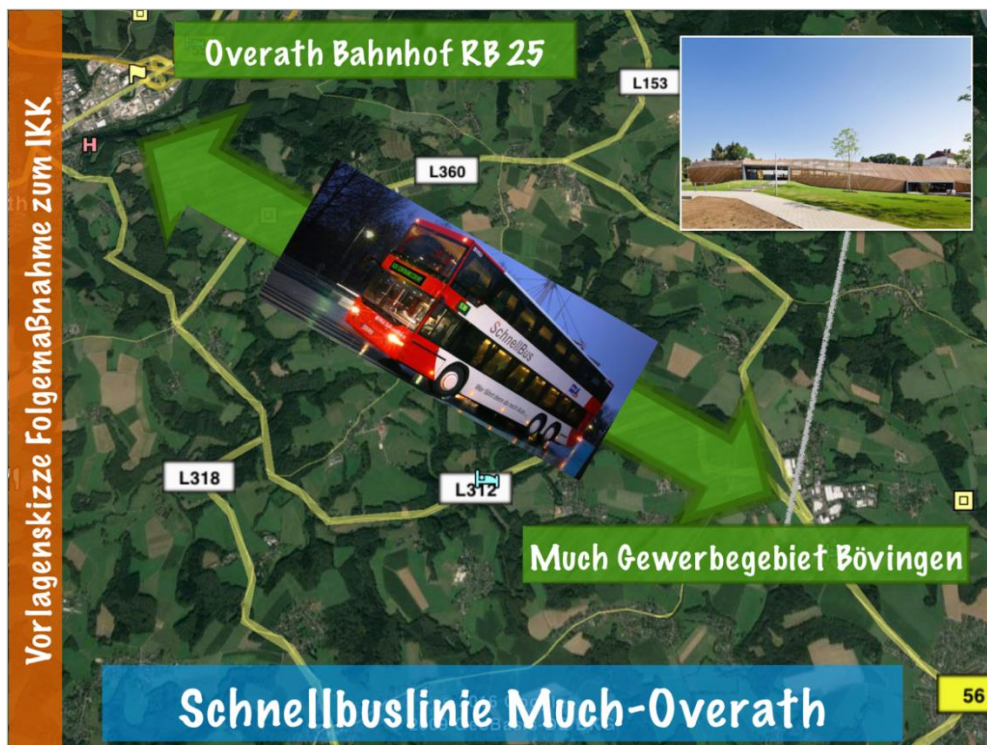 Vorlagenskizze Folgemaßnahme zum IKK
Overath Bahnhof RB 25
L153
L360
SchnellBus
L318
L312
Much Gewerbegebiet Bövingen
56
Schnellbuslinie Much-Overath
H